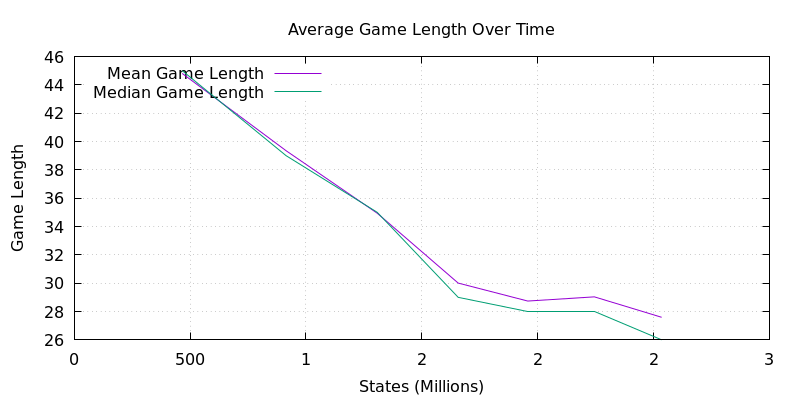 Average Game Length Over Time
Mean Game Length
Median Game Length
Game Length
46
44
42
40
38
36
34
32
30
28
26
0 500 1 2 2 2 3
States (Millions)